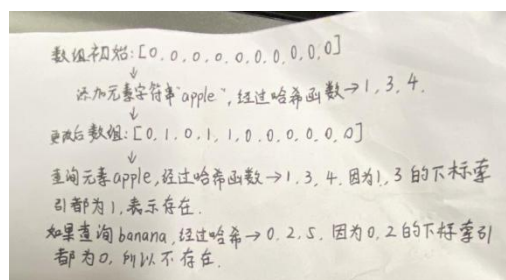 数组初始:[0.0.0.0.0.0.0.0.0.0]
↓
添加元素字符串"apple",经过哈希函数→1,3,4.
↓
更改后数组:[0.1.0.1.1.0.0.0.0.0.0]
↓
查询元素apple,经过哈希函数→1.3.4.因为1.3的下标索
引都为1,表示存在.
如果查询banana,经过哈希→0.2.5.因为0.2的下标索引
都为0,所以不存在.